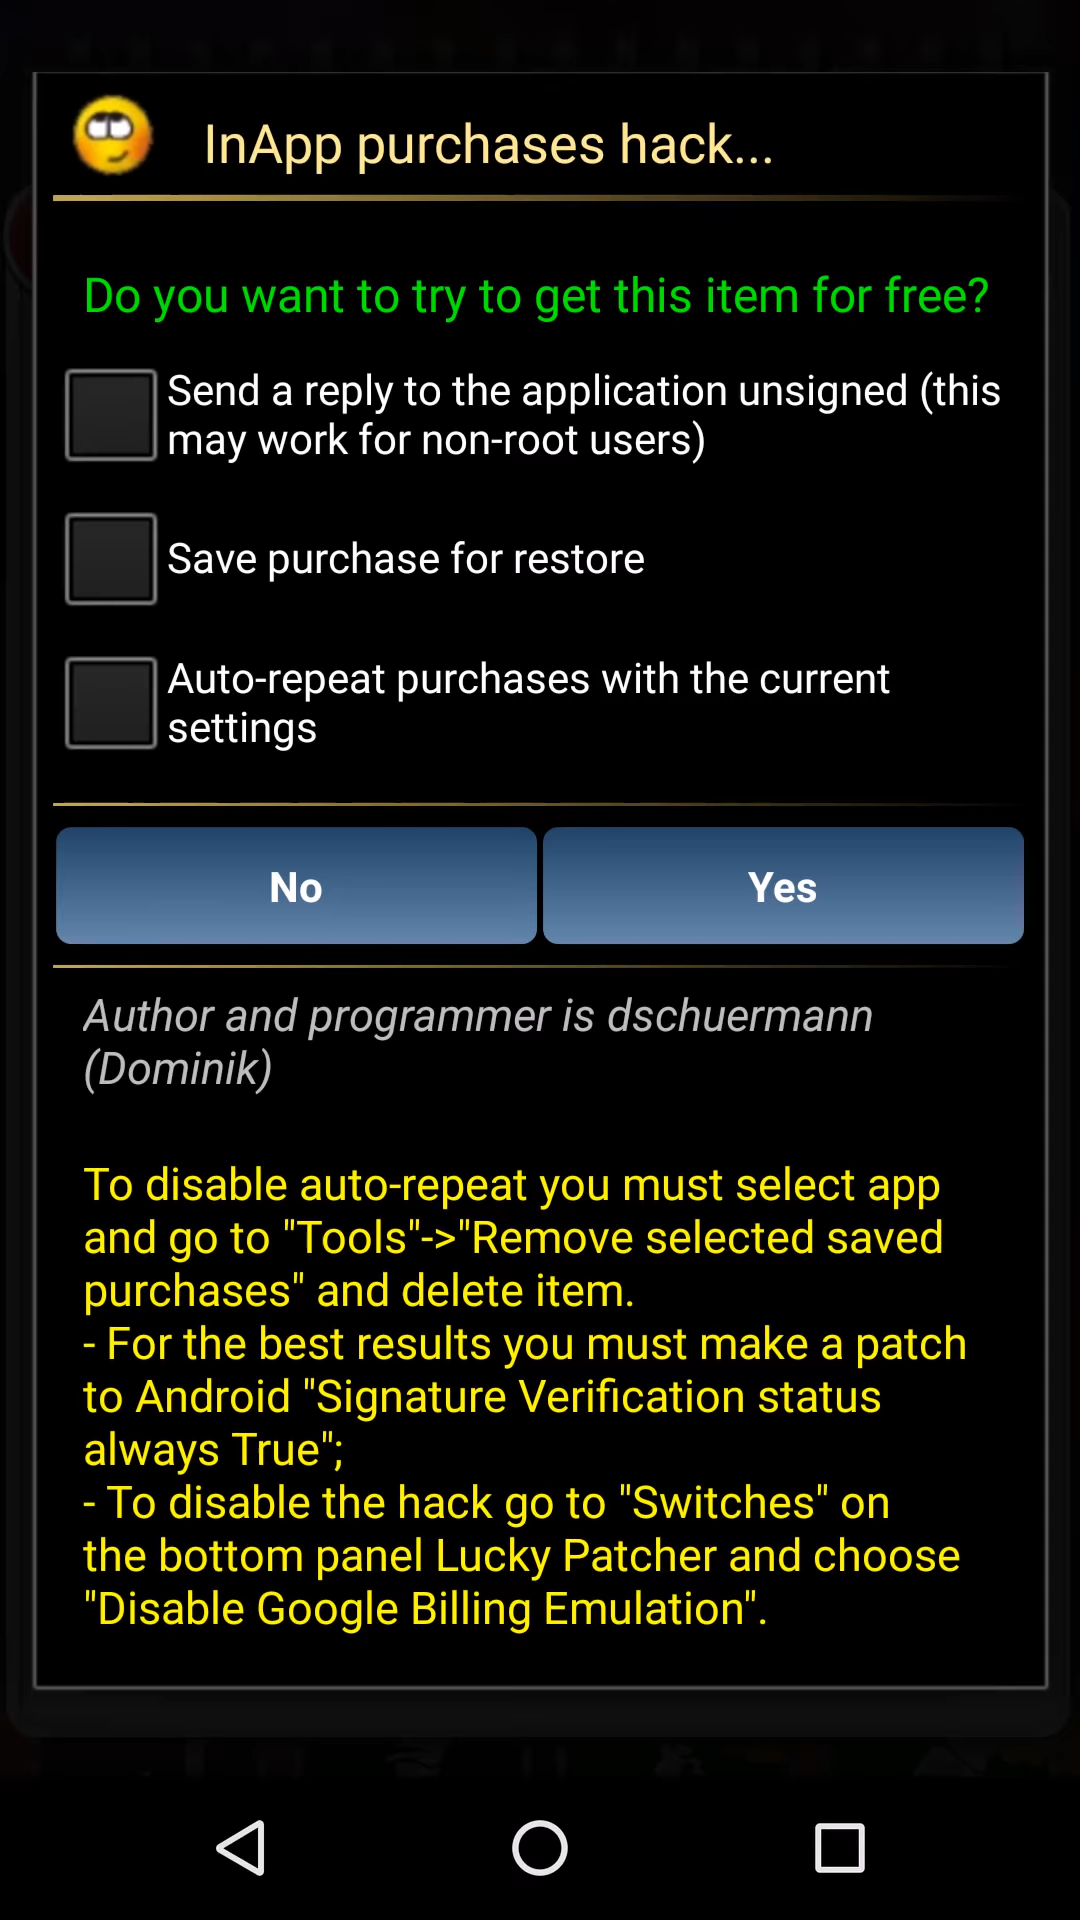 InApp purchases hack...
Do you want to try to get this item for free?
Send a reply to the application unsigned (this
may work for non-root users)
Save purchase for restore
Auto-repeat purchases with the current
settings
No
Yes
Author and programmer is dschuermann
(Dominik)
To disable auto-repeat you must select app
and go to "Tools"->"Remove selected saved
purchases" and delete item.
- For the best results you must make a patch
to Android "Signature Verification status
always True";
- To disable the hack go to "Switches" on
the bottom panel Lucky Patcher and choose
"Disable Google Billing Emulation".